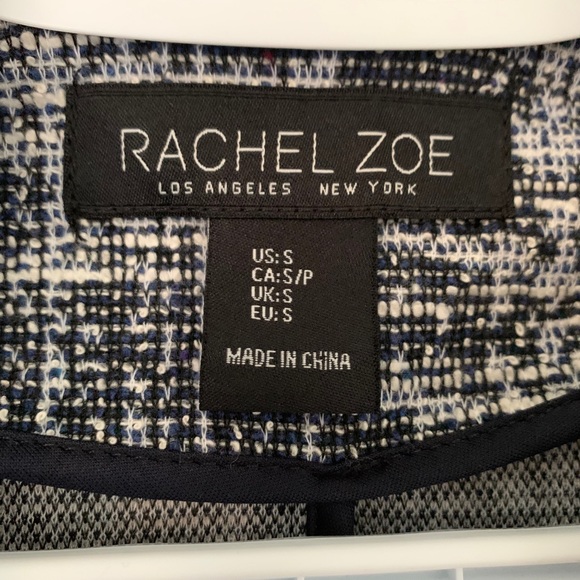 RACHEL ZOE
LOS ANGELES NEW YORK
US: S
CA: S/P
UK: S
EU: S
MADE IN CHINA